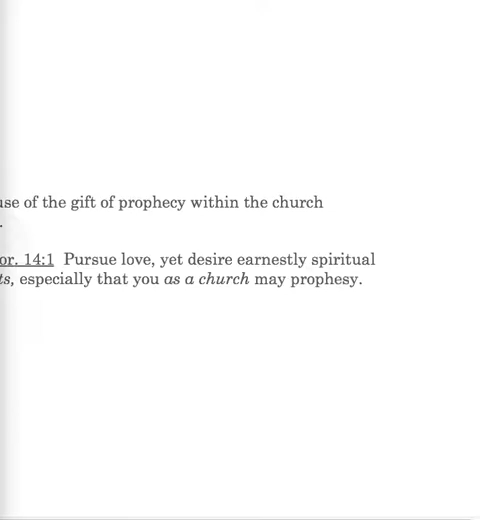 use of the gift of prophecy within the church
.
or. 14:1 Pursue love, yet desire earnestly spiritual
ts, especially that you as a church may prophesy.